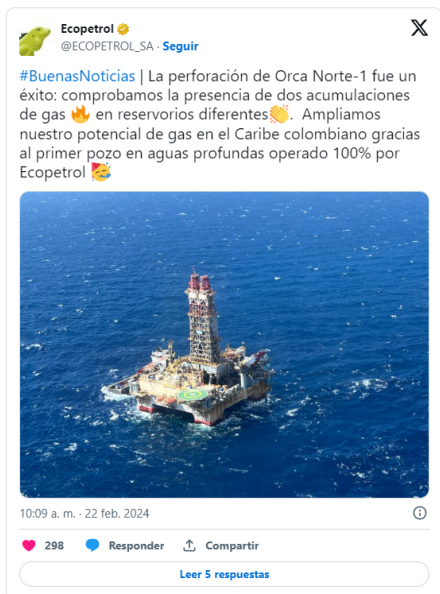 Ecopetrol
@ECOPETROL_SA · Seguir
#BuenasNoticias | La perforación de Orca Norte-1 fue un
éxito: comprobamos la presencia de dos acumulaciones
de gas 🔥 en reservorios diferentes👏. Ampliamos
nuestro potencial de gas en el Caribe colombiano gracias
al primer pozo en aguas profundas operado 100% por
Ecopetrol 🥳
10:09 a. m. · 22 feb. 2024
298 Responder Compartir
Leer 5 respuestas